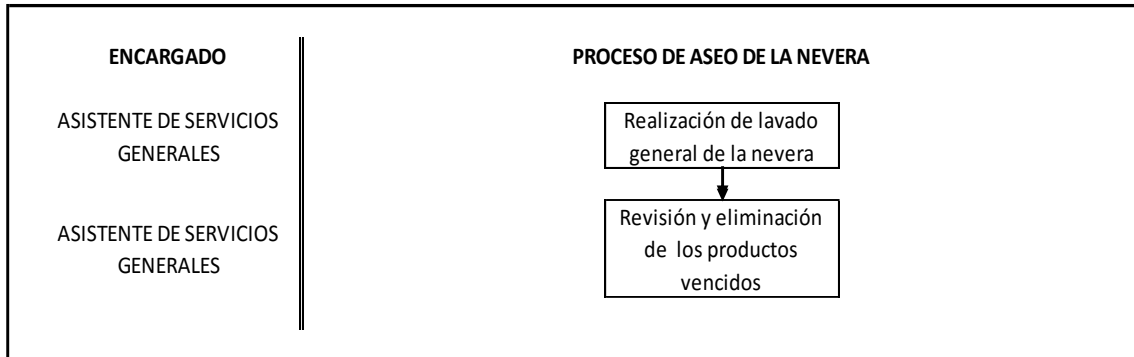 ENCARGADO
PROCESO DE ASEO DE LA NEVERA
ASISTENTE DE SERVICIOS
GENERALES
Realización de lavado
general de la nevera
ASISTENTE DE SERVICIOS
GENERALES
Revisión y eliminación
de los productos
vencidos